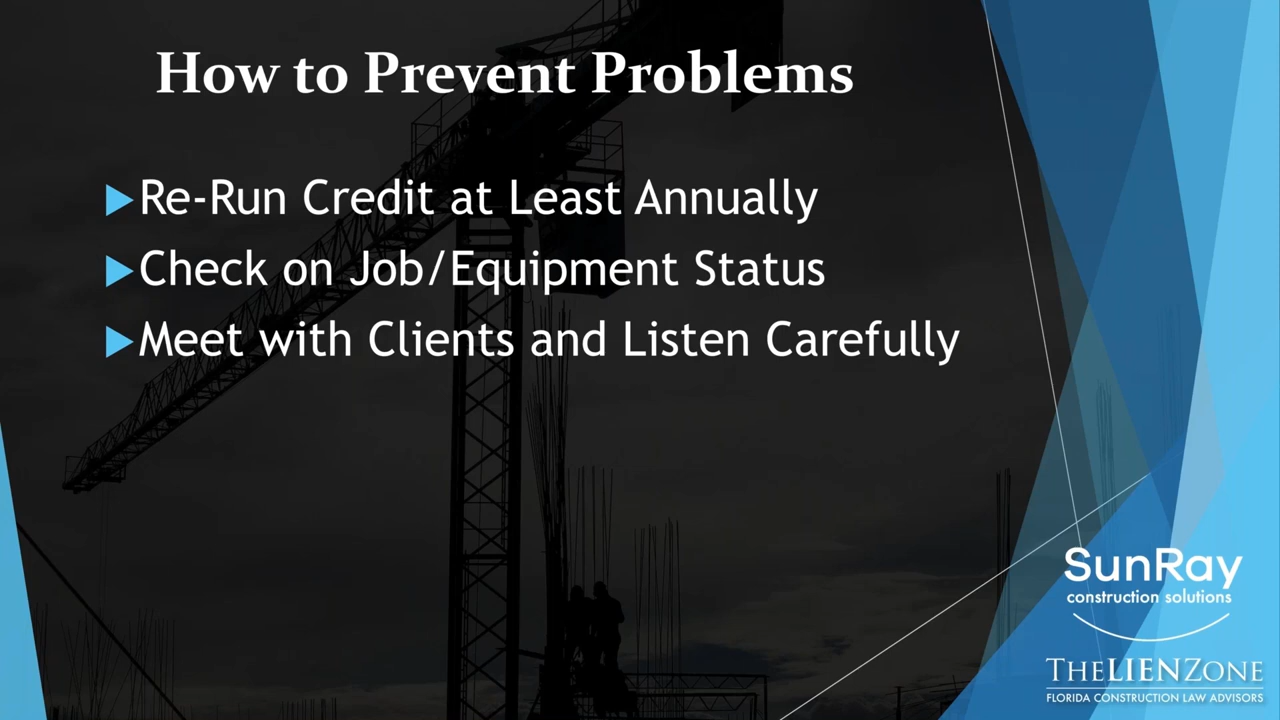 How to Prevent Problems
Re-Run Credit at Least Annually
Check on Job/Equipment Status
Meet with Clients and Listen Carefully
SunRay
construction solutions
THELIENZONE
FLORIDA CONSTRUCTION LAW ADVISORS